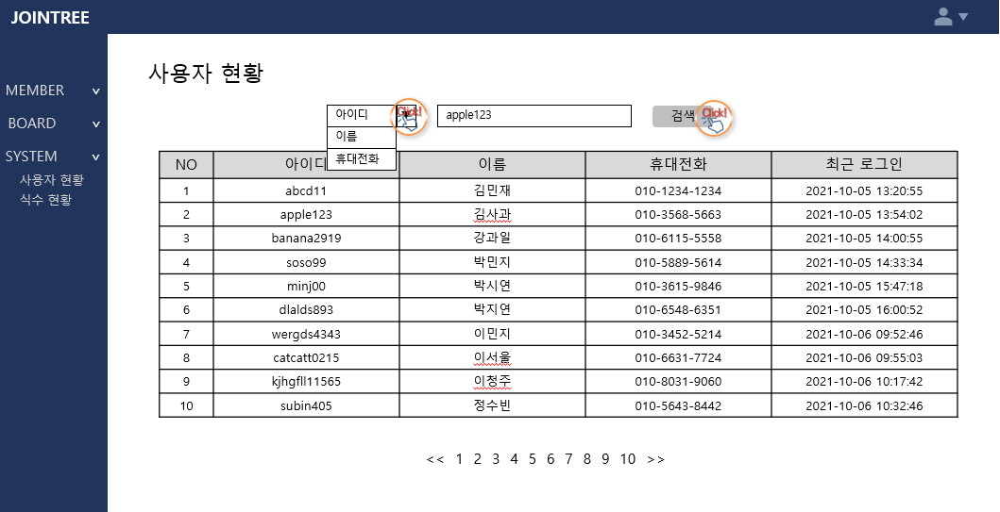 JOINTREE
MEMBER
BOARD
SYSTEM
사용자 현황
식수 현황
사용자 현황
아이디 Click! apple123 검색 Click!
이름
휴대전화
NO 아이디 이름 휴대전화 최근 로그인
1 abcd11 김민재 010-1234-1234 2021-10-05 13:20:55
2 apple123 김사과 010-3568-5663 2021-10-05 13:54:02
3 banana2919 강과일 010-6115-5558 2021-10-05 14:00:55
4 soso99 박민지 010-5889-5614 2021-10-05 14:33:34
5 minj00 박시연 010-3615-9846 2021-10-05 15:47:18
6 dlalds893 박지연 010-6548-6351 2021-10-05 16:00:52
7 wergds4343 이민지 010-3452-5214 2021-10-06 09:52:46
8 catcatt0215 이서울 010-6631-7724 2021-10-06 09:55:03
9 kjhgfll11565 이청주 010-8031-9060 2021-10-06 10:17:42
10 subin405 정수빈 010-5643-8442 2021-10-06 10:32:46
<< 1 2 3 4 5 6 7 8 9 10 >>